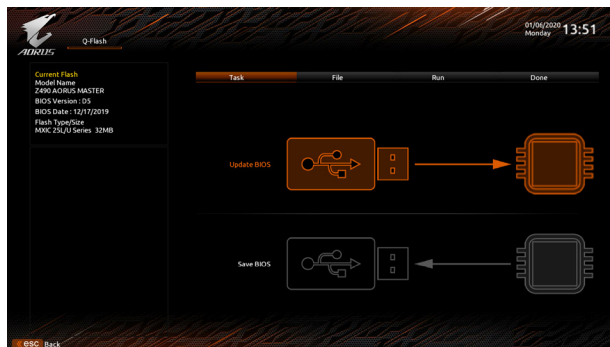 AORUS
Q-Flash
01/06/2020
Monday
13:51
Current Flash
Model Name
Z490 AORUS MASTER
BIOS Version : D5
BIOS Date : 12/17/2019
Flash Type/Size
MXIC 25L/U Series 32MB
Task File Run Done
Update BIOS
Save BIOS
esc Back